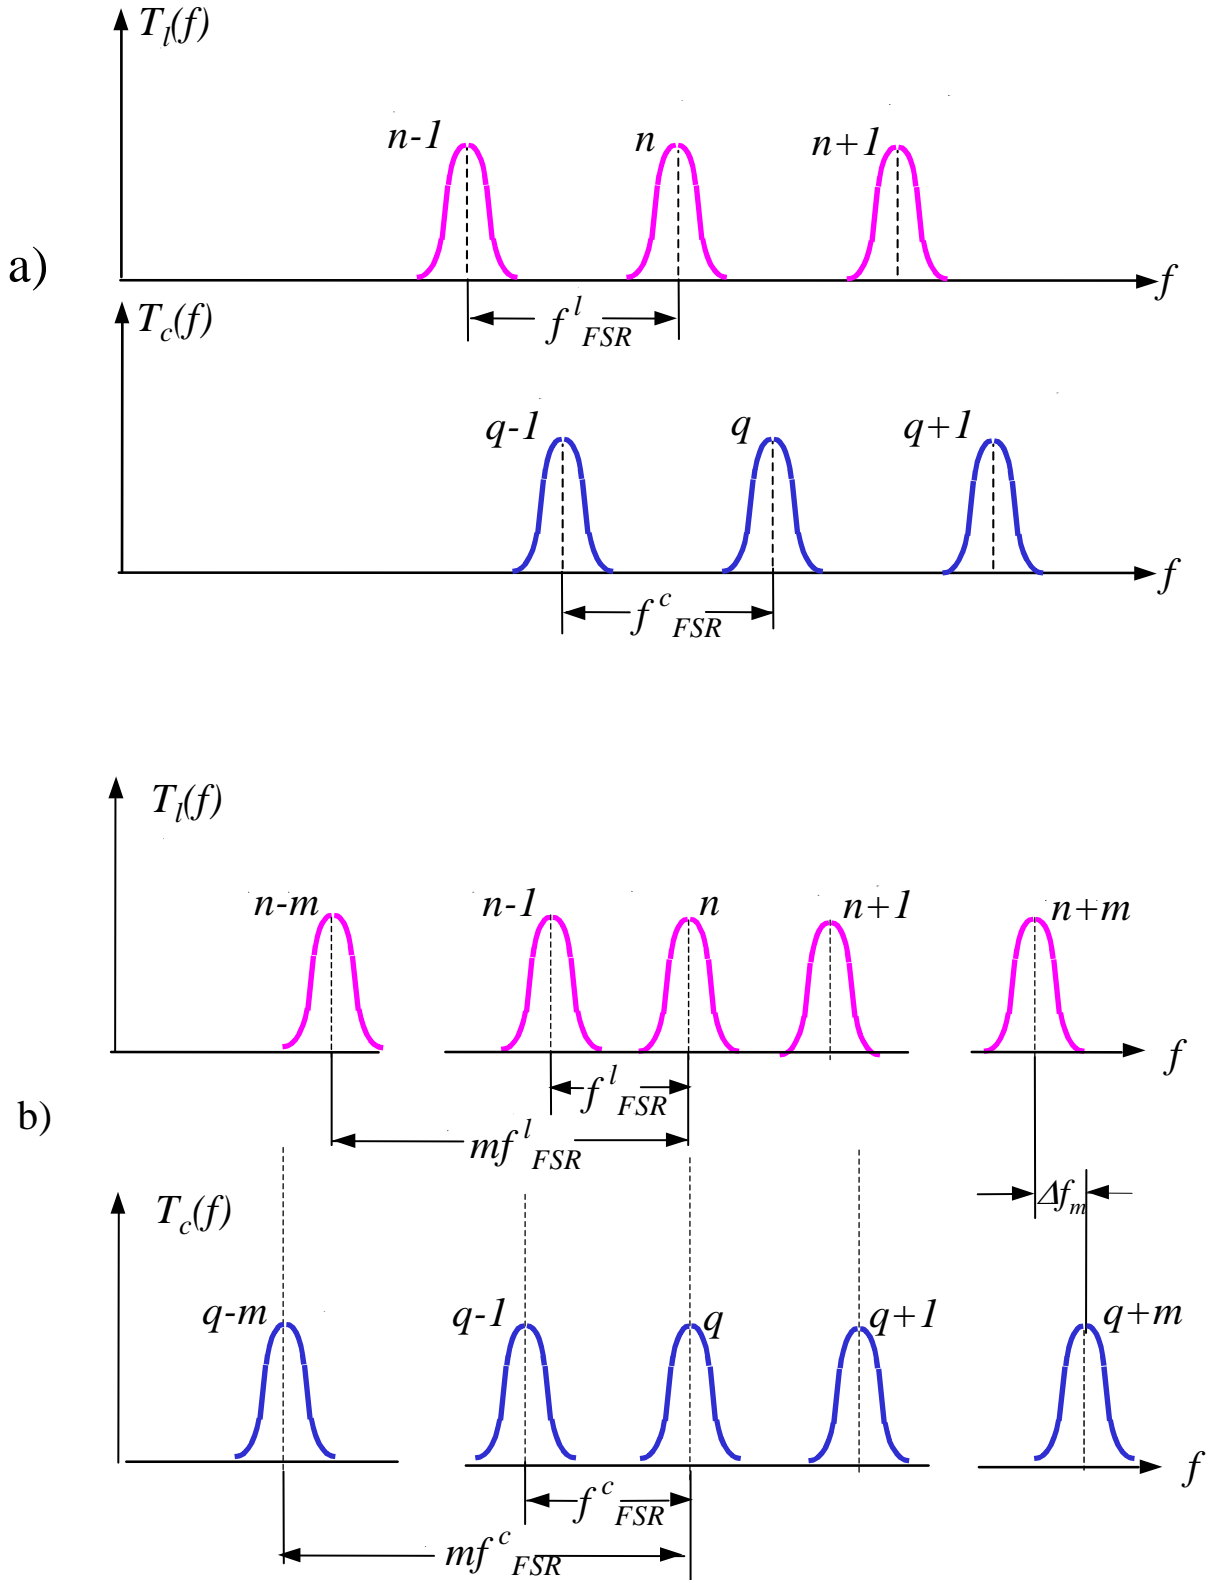 T_l(f)
n-1 n n+1
a)
f
f^l_FSR
T_c(f)
q-1 q q+1
f
f^c_FSR
T_l(f)
n-m n-1 n n+1 n+m
f
f^l_FSR
b)
mf^l_FSR
Δf_m
T_c(f)
q-m q-1 q q+1 q+m
f
f^c_FSR
mf^c_FSR